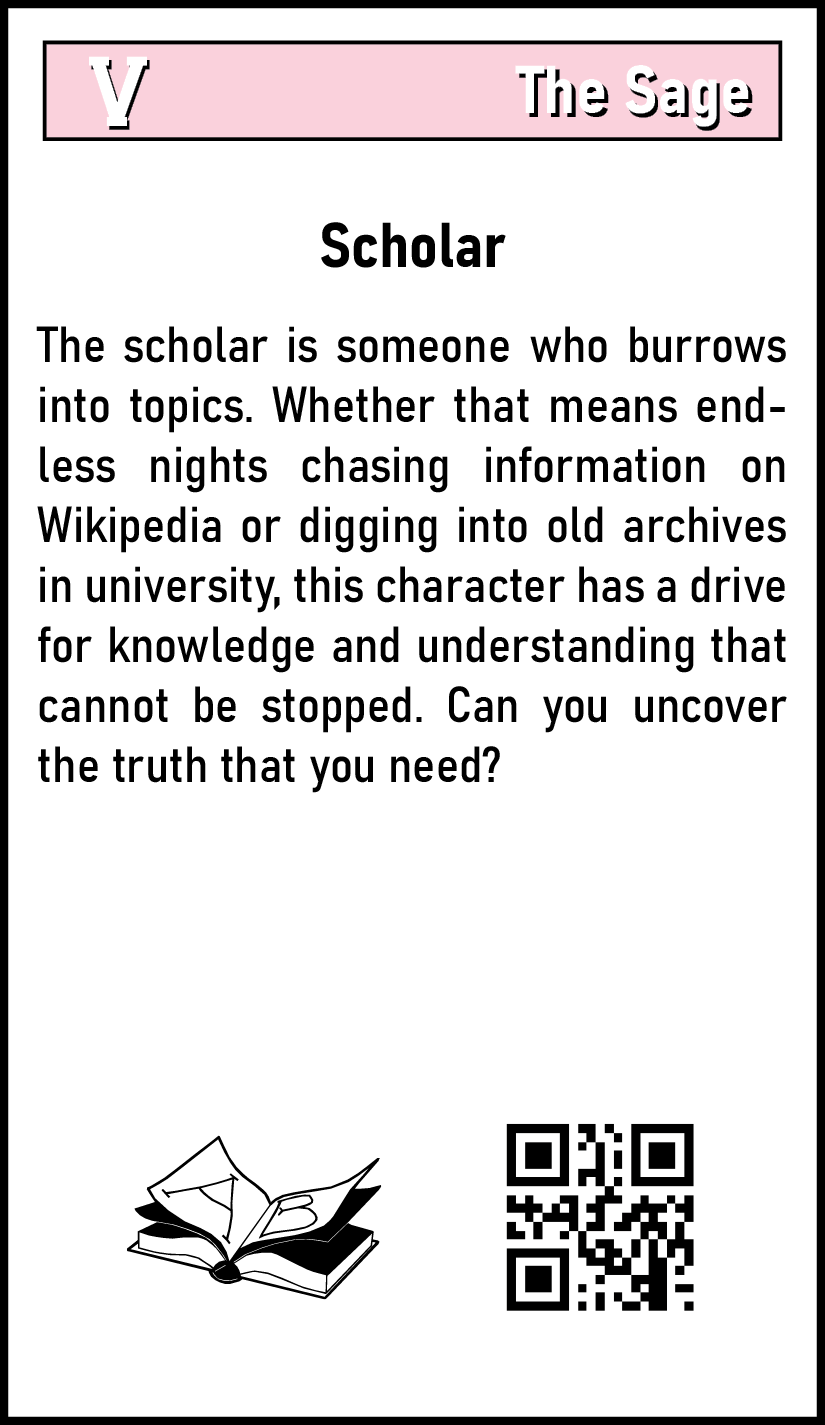 V
The Sage
Scholar
The scholar is someone who burrows
into topics. Whether that means end-
less nights chasing information on
Wikipedia or digging into old archives
in university, this character has a drive
for knowledge and understanding that
cannot be stopped. Can you uncover
the truth that you need?
A B